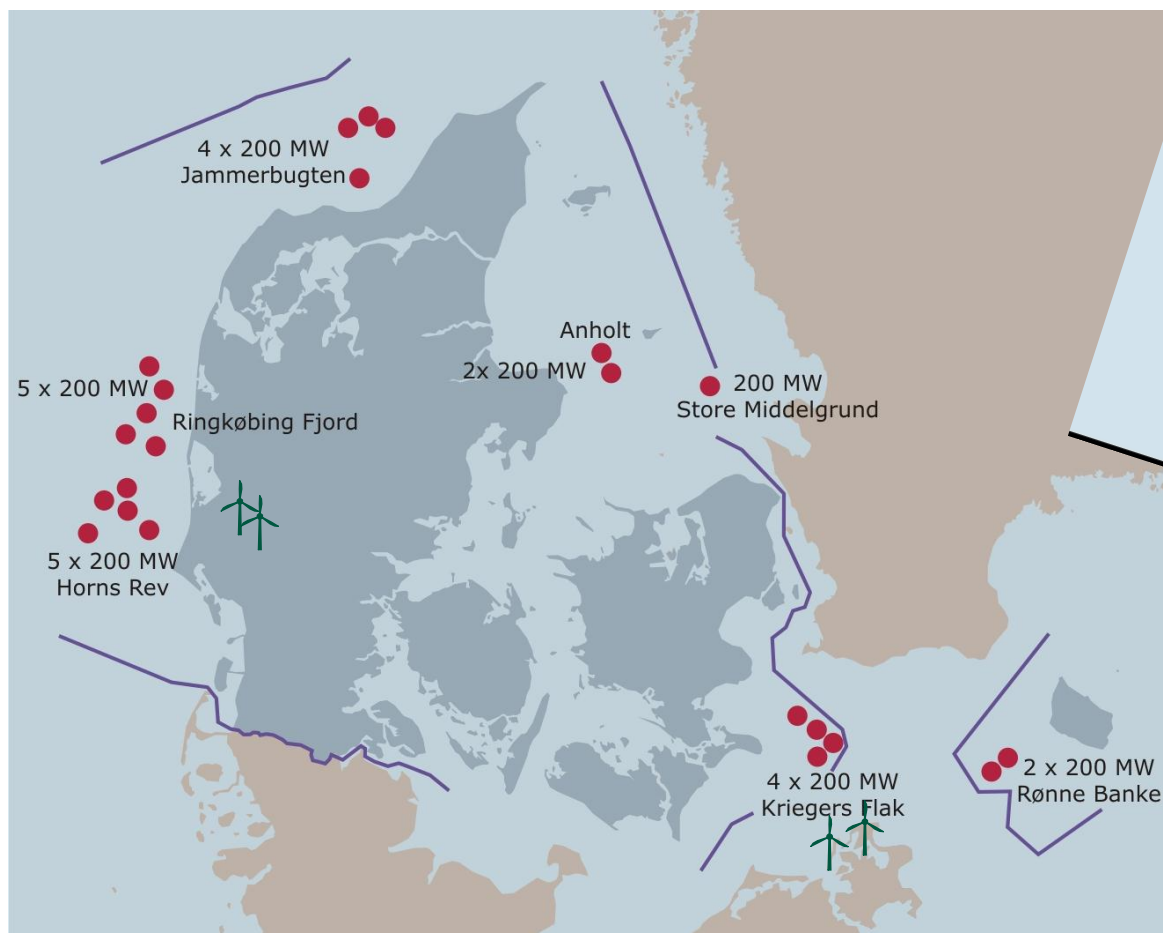 4 x 200 MW
Jammerbugten
Anholt
2x 200 MW
200 MW
Store Middelgrund
5 x 200 MW
Ringkøbing Fjord
5 x 200 MW
Horns Rev
4 x 200 MW
Kriegers Flak
2 x 200 MW
Rønne Banke